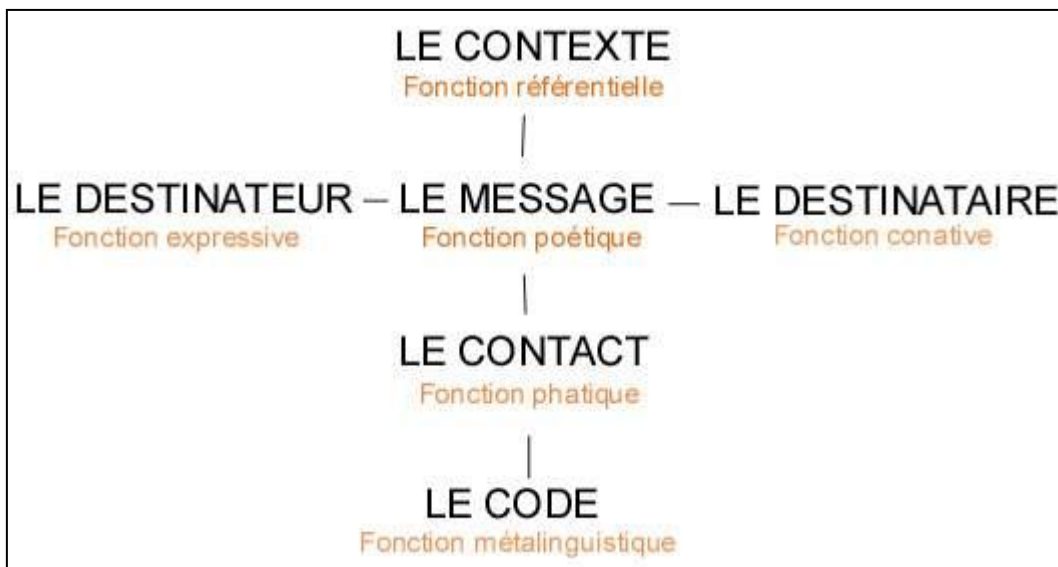 LE CONTEXTE
Fonction référentielle
LE DESTINATEUR – LE MESSAGE – LE DESTINATAIRE
Fonction expressive Fonction poétique Fonction conative
LE CONTACT
Fonction phatique
LE CODE
Fonction métalinguistique